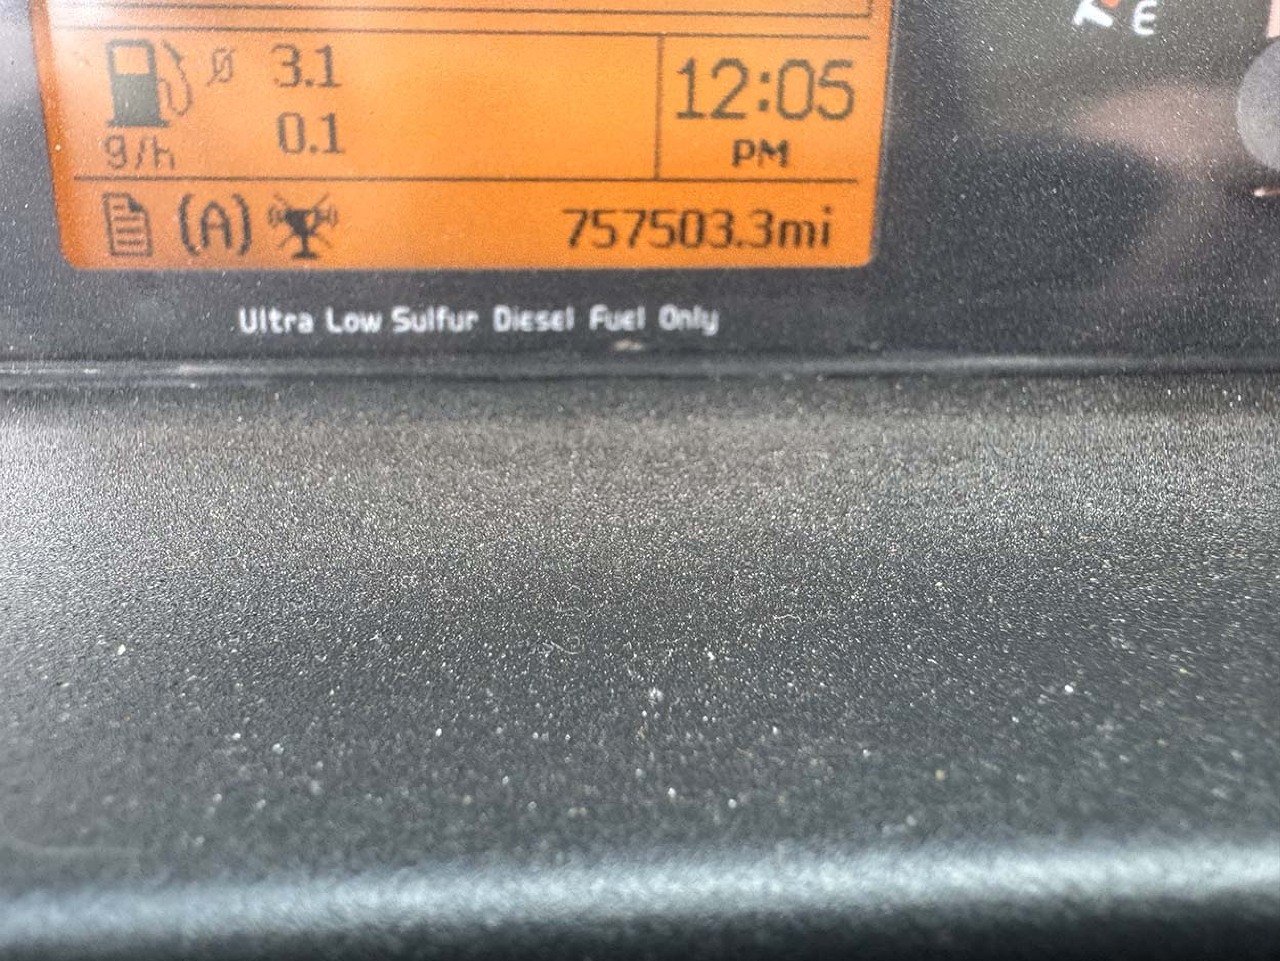 E
Ø 3.1
12:05
0.1
g/h
PM
(A)
757503.3mi
Ultra Low Sulfur Diesel Fuel Only